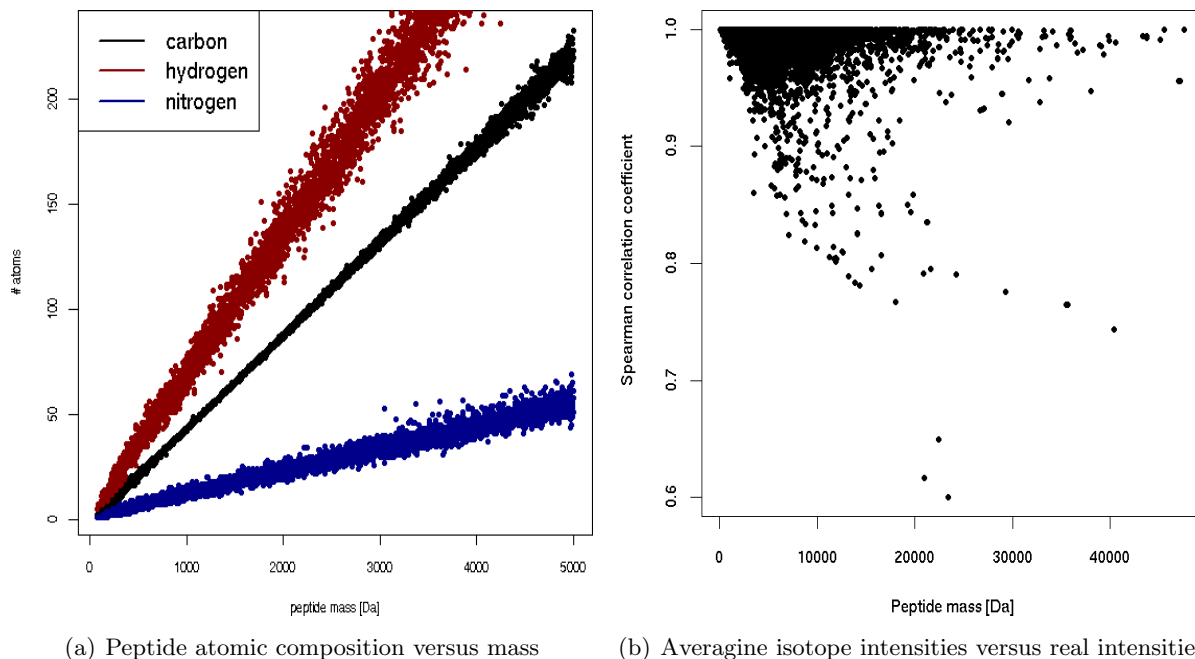 carbon
hydrogen
nitrogen
# atoms
0
50
100
150
200
0 1000 2000 3000 4000 5000
peptide mass [Da]
(a) Peptide atomic composition versus mass
Spearman correlation coefficient
1.0
0.9
0.8
0.7
0.6
0 10000 20000 30000 40000
Peptide mass [Da]
(b) Averagine isotope intensities versus real intensitie